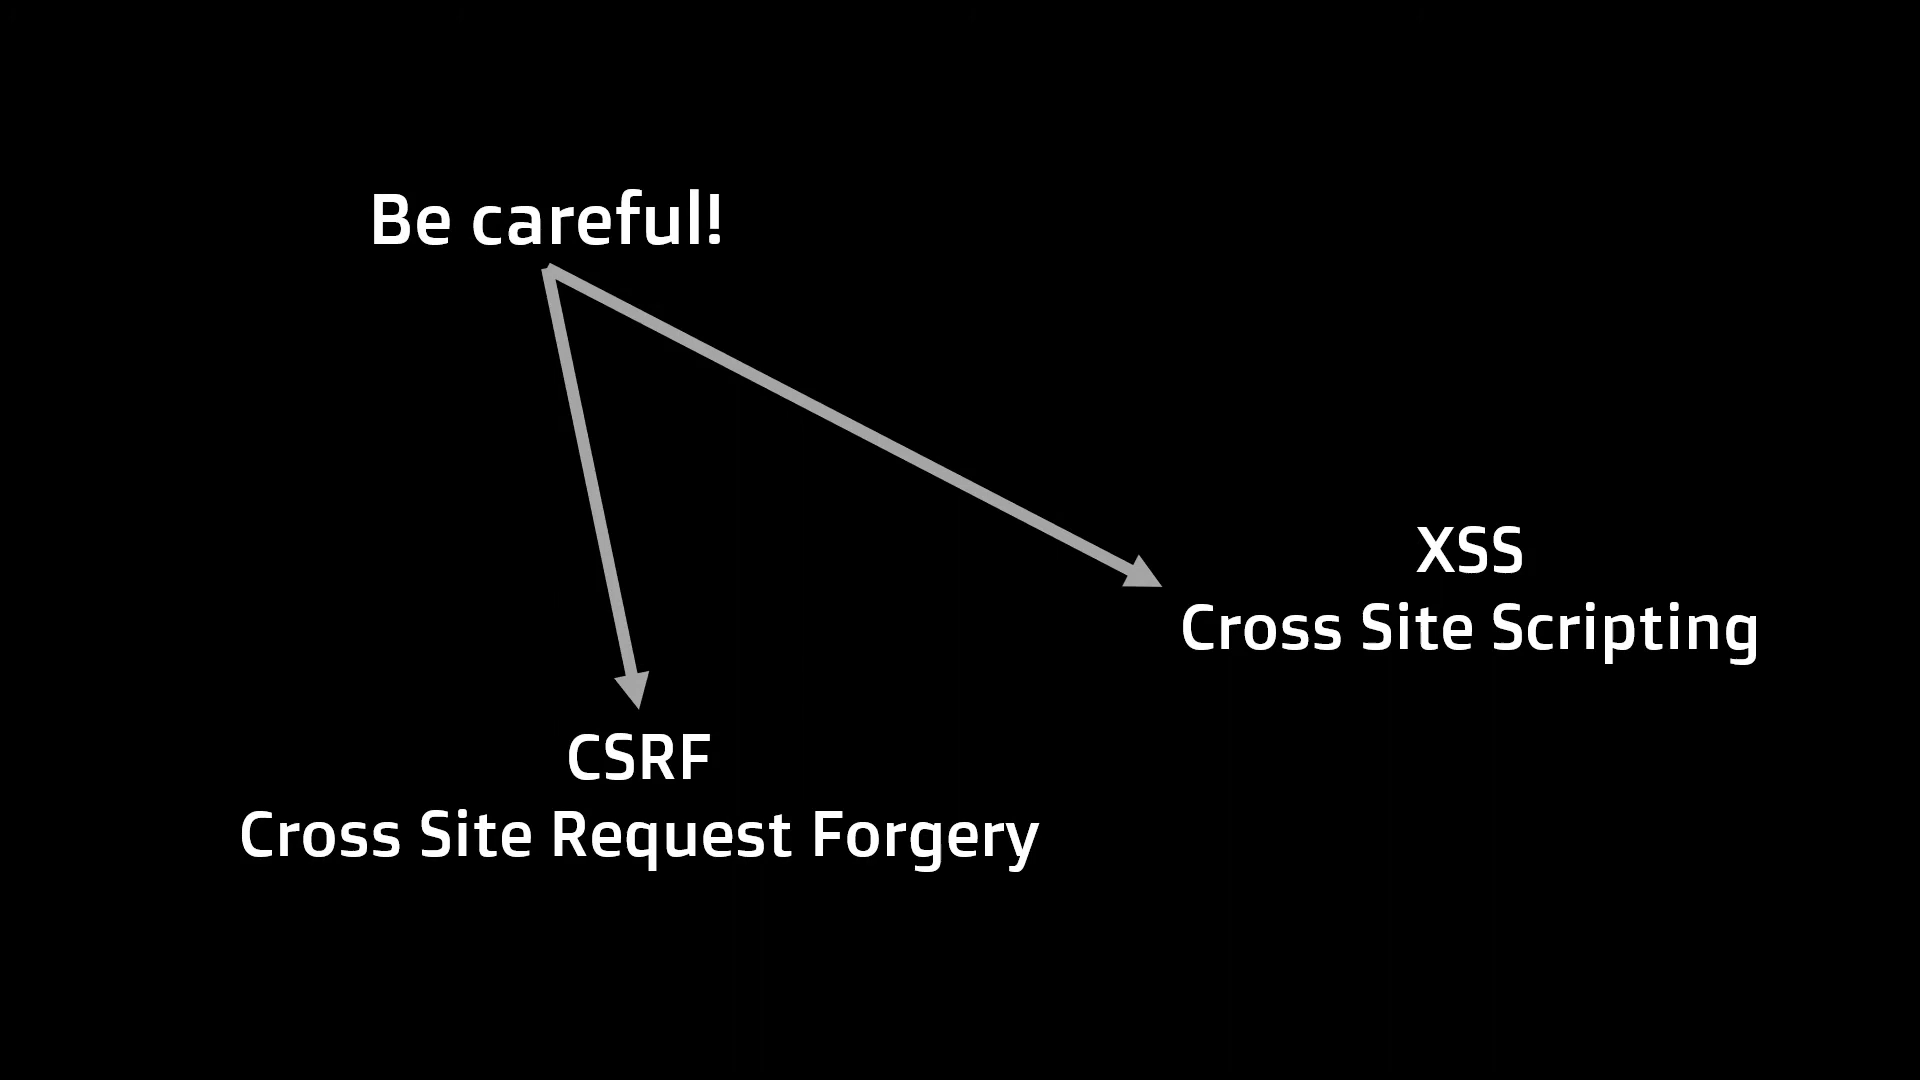 Be careful!
XSS
Cross Site Scripting
CSRF
Cross Site Request Forgery